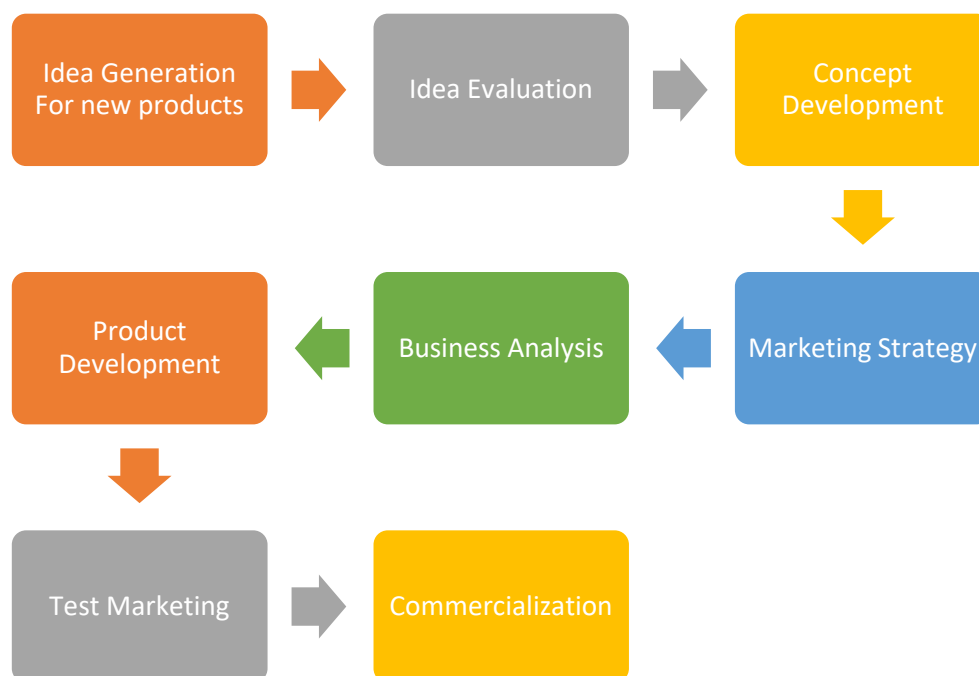 Idea Generation
For new products
Idea Evaluation
Concept
Development
Marketing Strategy
Business Analysis
Product
Development
Test Marketing
Commercialization